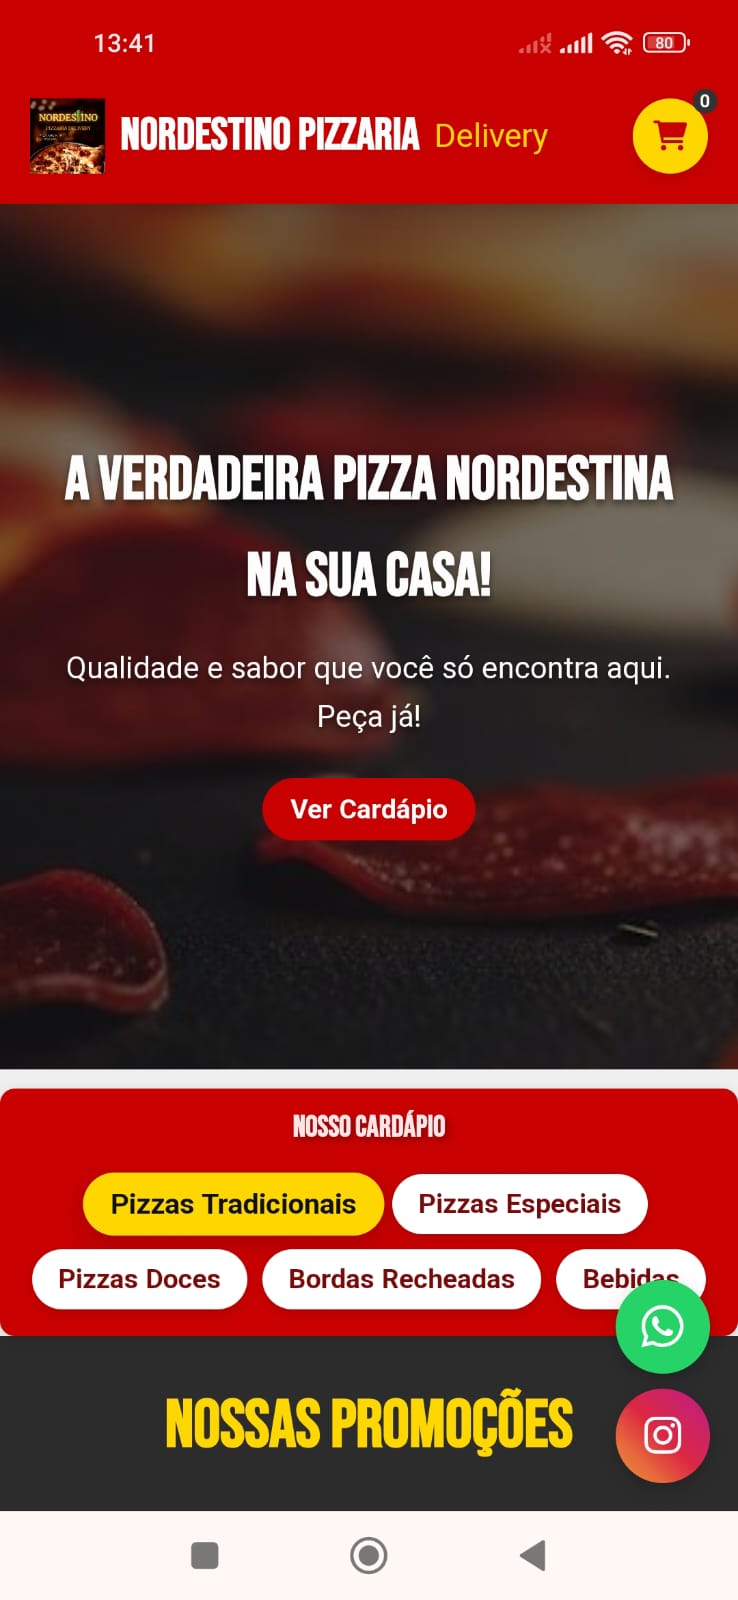 13:41
80
NORDESTINO
PIZZARIA DELIVERY
NORDESTINO PIZZARIA Delivery
0
A VERDADEIRA PIZZA NORDESTINA
NA SUA CASA!
Qualidade e sabor que você só encontra aqui.
Peça já!
Ver Cardápio
NOSSO CARDÁPIO
Pizzas Tradicionais
Pizzas Especiais
Pizzas Doces
Bordas Recheadas
Bebidas
NOSSAS PROMOÇÕES